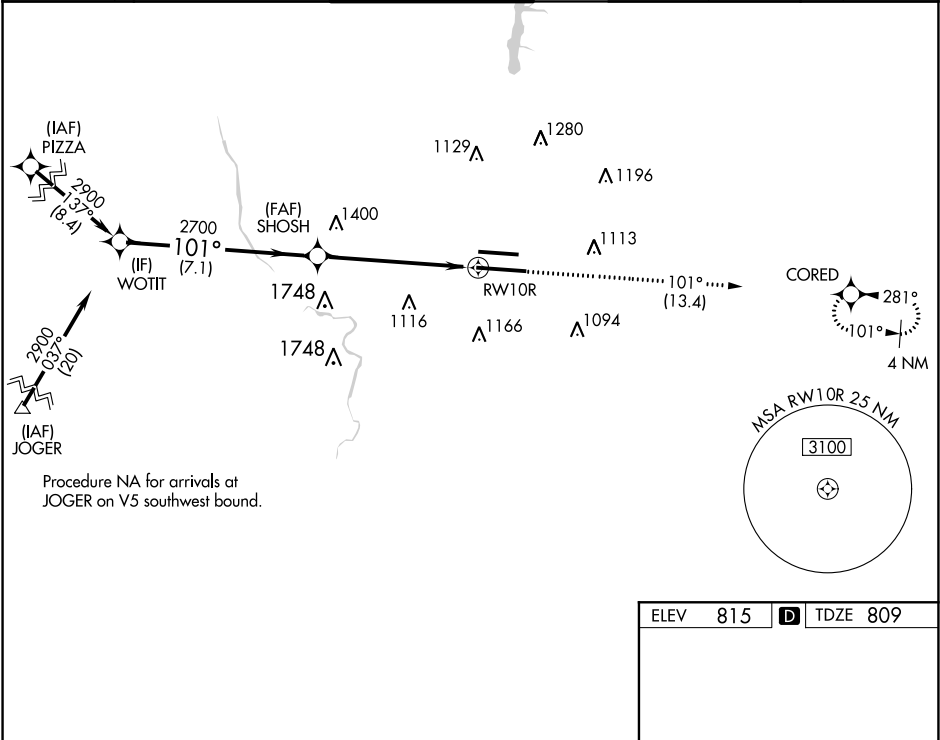 (IAF)
PIZZA
2900
137°
(8.4)
(IF)
WOTIT
2700
101°
(7.1)
(FAF)
SHOSH
1400
1129
1280
1196
1113
1748
1116
1748
1166
1094
RW10R
101°
(13.4)
CORED
281°
101°
4 NM
2900
037°
(20)
(IAF)
JOGER
Procedure NA for arrivals at
JOGER on V5 southwest bound.
MSA RW10R 25 NM
3100
ELEV 815 D TDZE 809